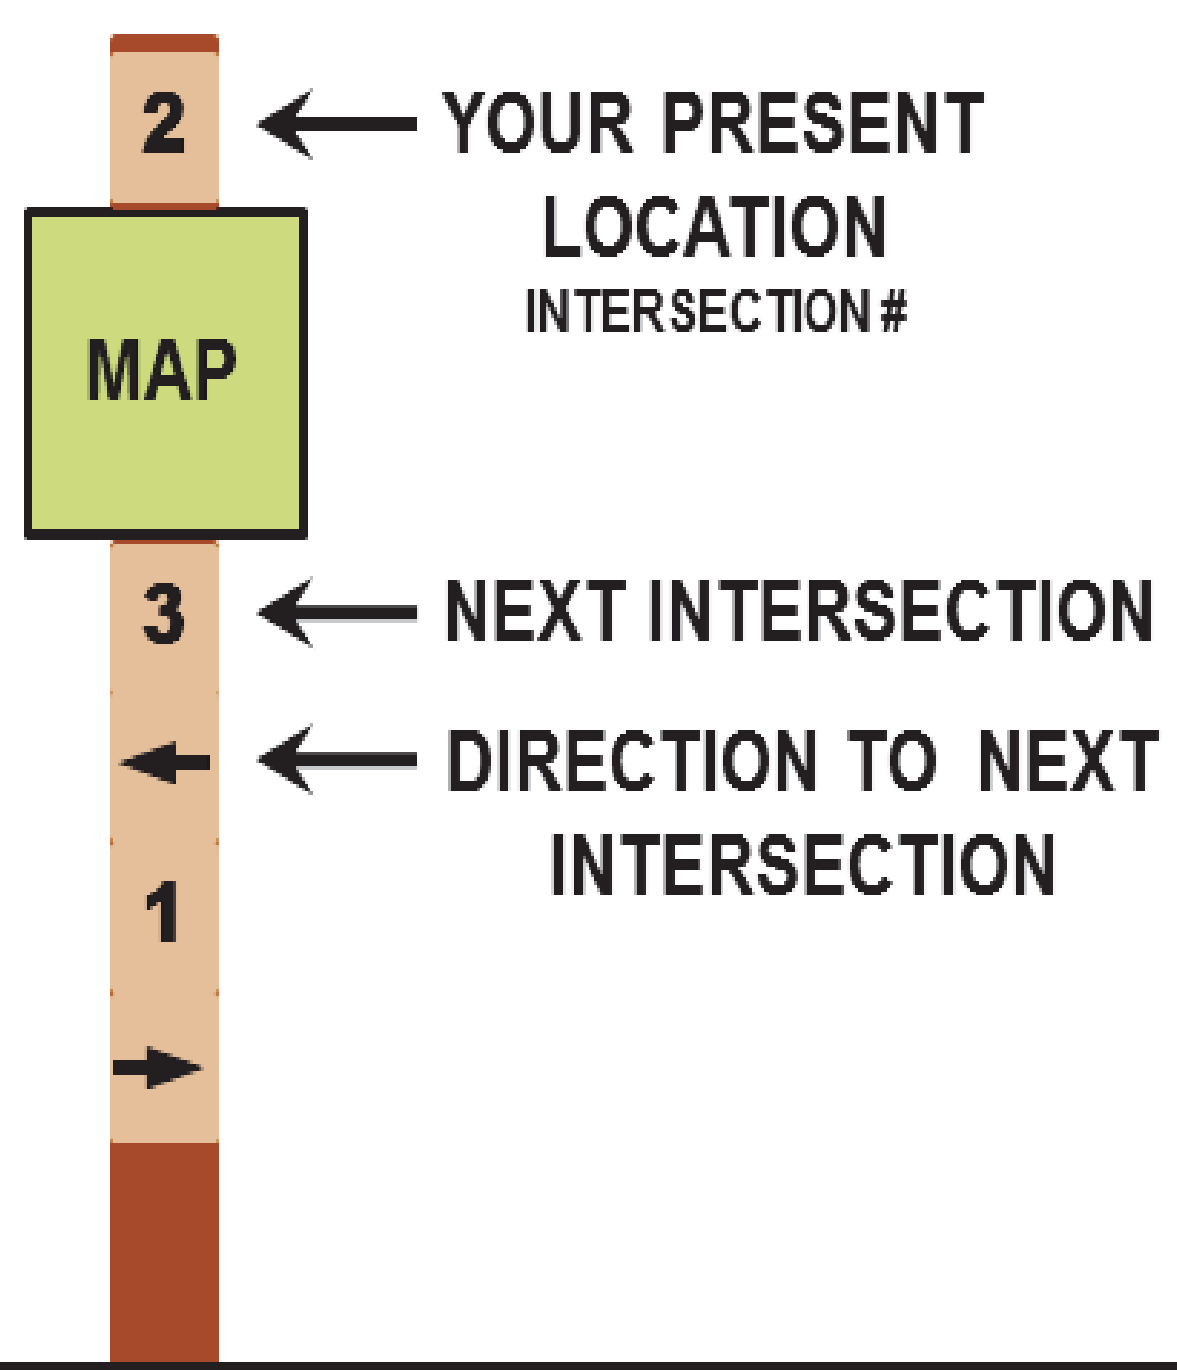 2
YOUR PRESENT
LOCATION
INTERSECTION #
MAP
3
NEXT INTERSECTION
DIRECTION TO NEXT
INTERSECTION
1